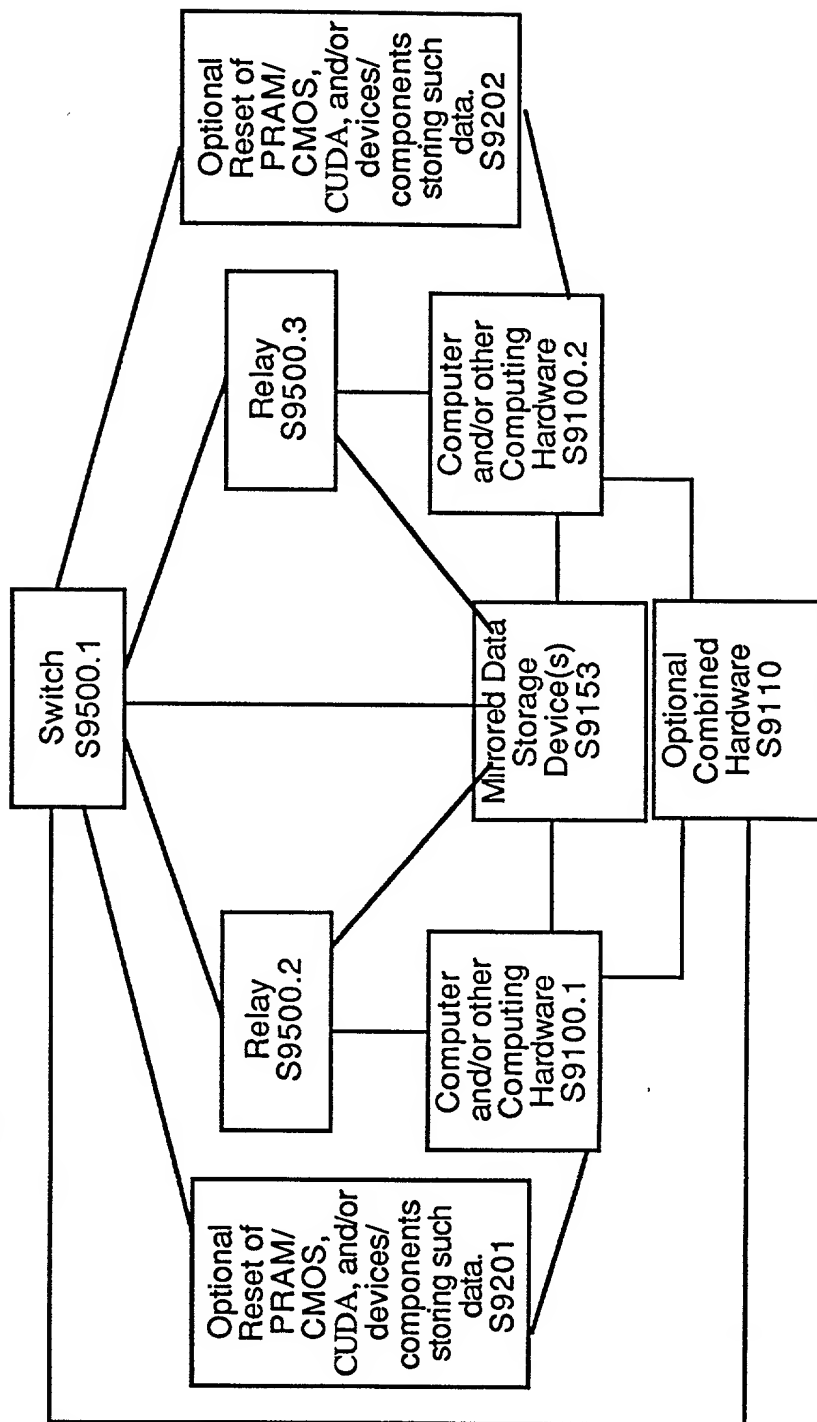 Switch
S9500.1
Optional
Reset of
PRAM/
CMOS,
CUDA, and/or
devices/
components
storing such
data.
S9201
Relay
S9500.2
Relay
S9500.3
Optional
Reset of
PRAM/
CMOS,
CUDA, and/or
devices/
components
storing such
data.
S9202
Computer
and/or other
Computing
Hardware
S9100.1
Mirrored Data
Storage
Device(s)
S9153
Computer
and/or other
Computing
Hardware
S9100.2
Optional
Combined
Hardware
S9110